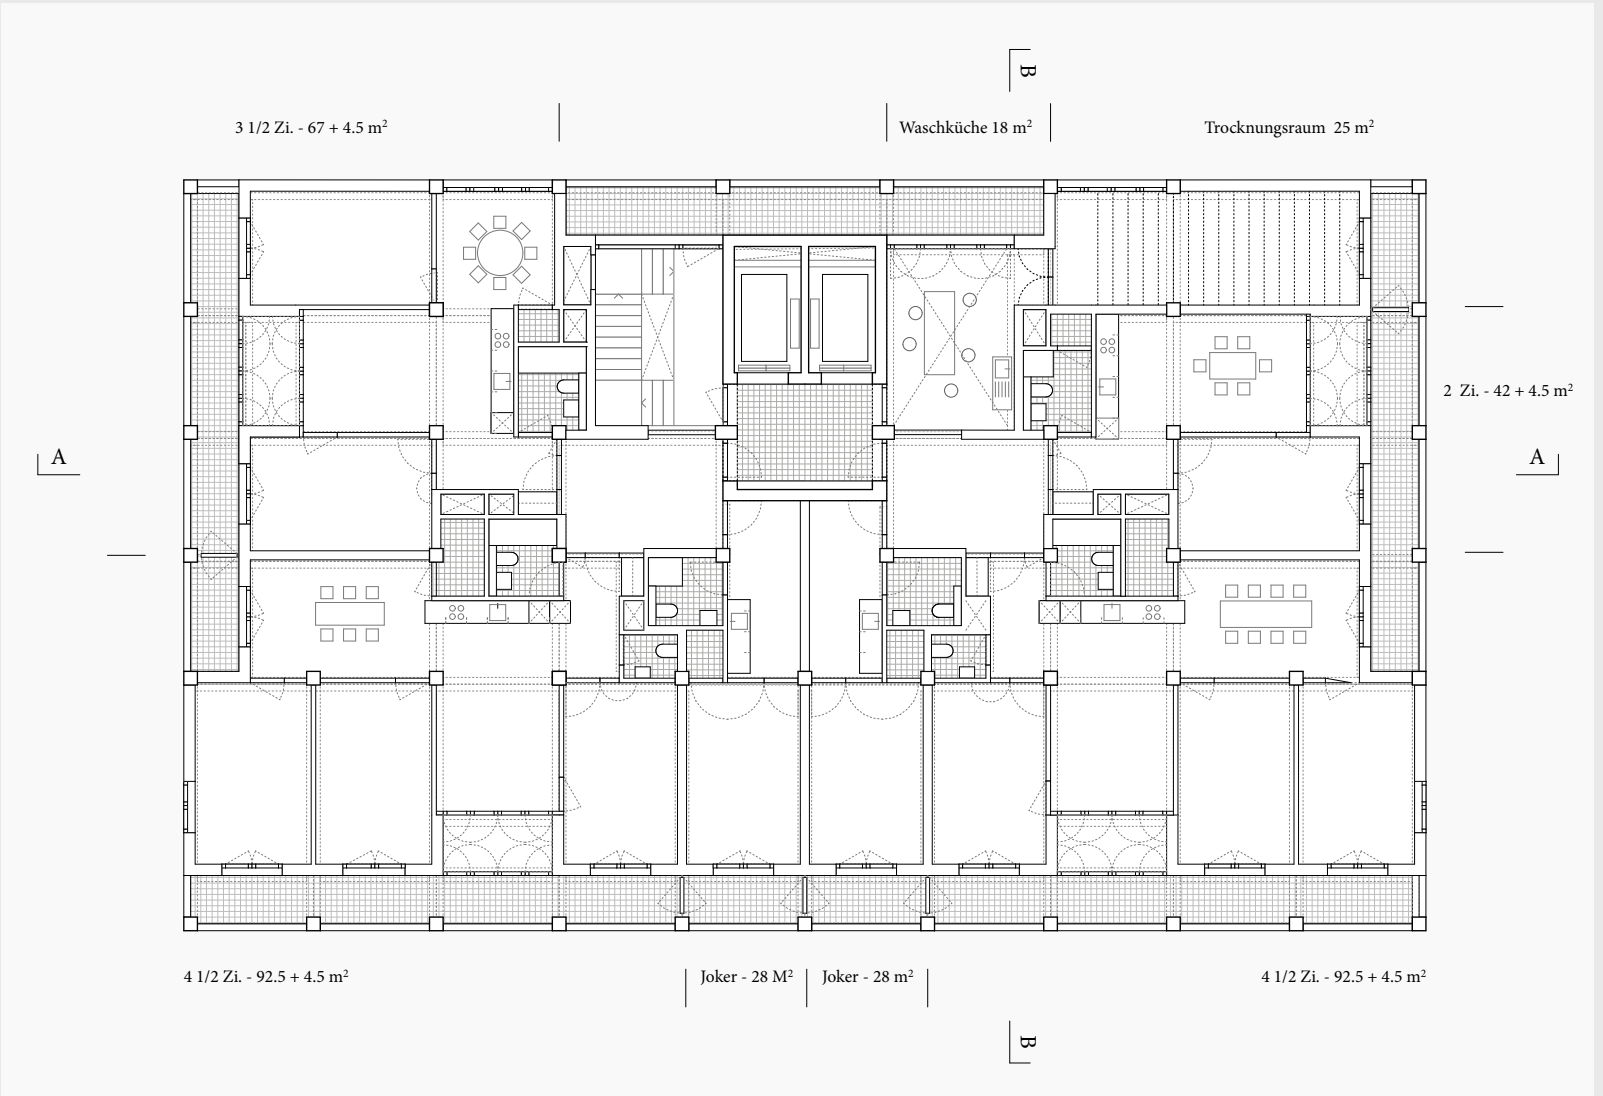 B
3 1/2 Zi. - 67 + 4.5 m²
Waschküche 18 m²
Trocknungsraum 25 m²
2 Zi. - 42 + 4.5 m²
A
A
4 1/2 Zi. - 92.5 + 4.5 m²
Joker - 28 M²
Joker - 28 m²
4 1/2 Zi. - 92.5 + 4.5 m²
B